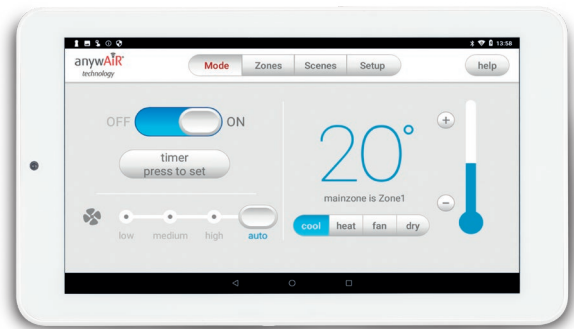 13:58
anywAiR®
technology
Mode Zones Scenes Setup
help
OFF ON
timer
press to set
low medium high auto
20°
+
mainzone is Zone1
−
cool heat fan dry